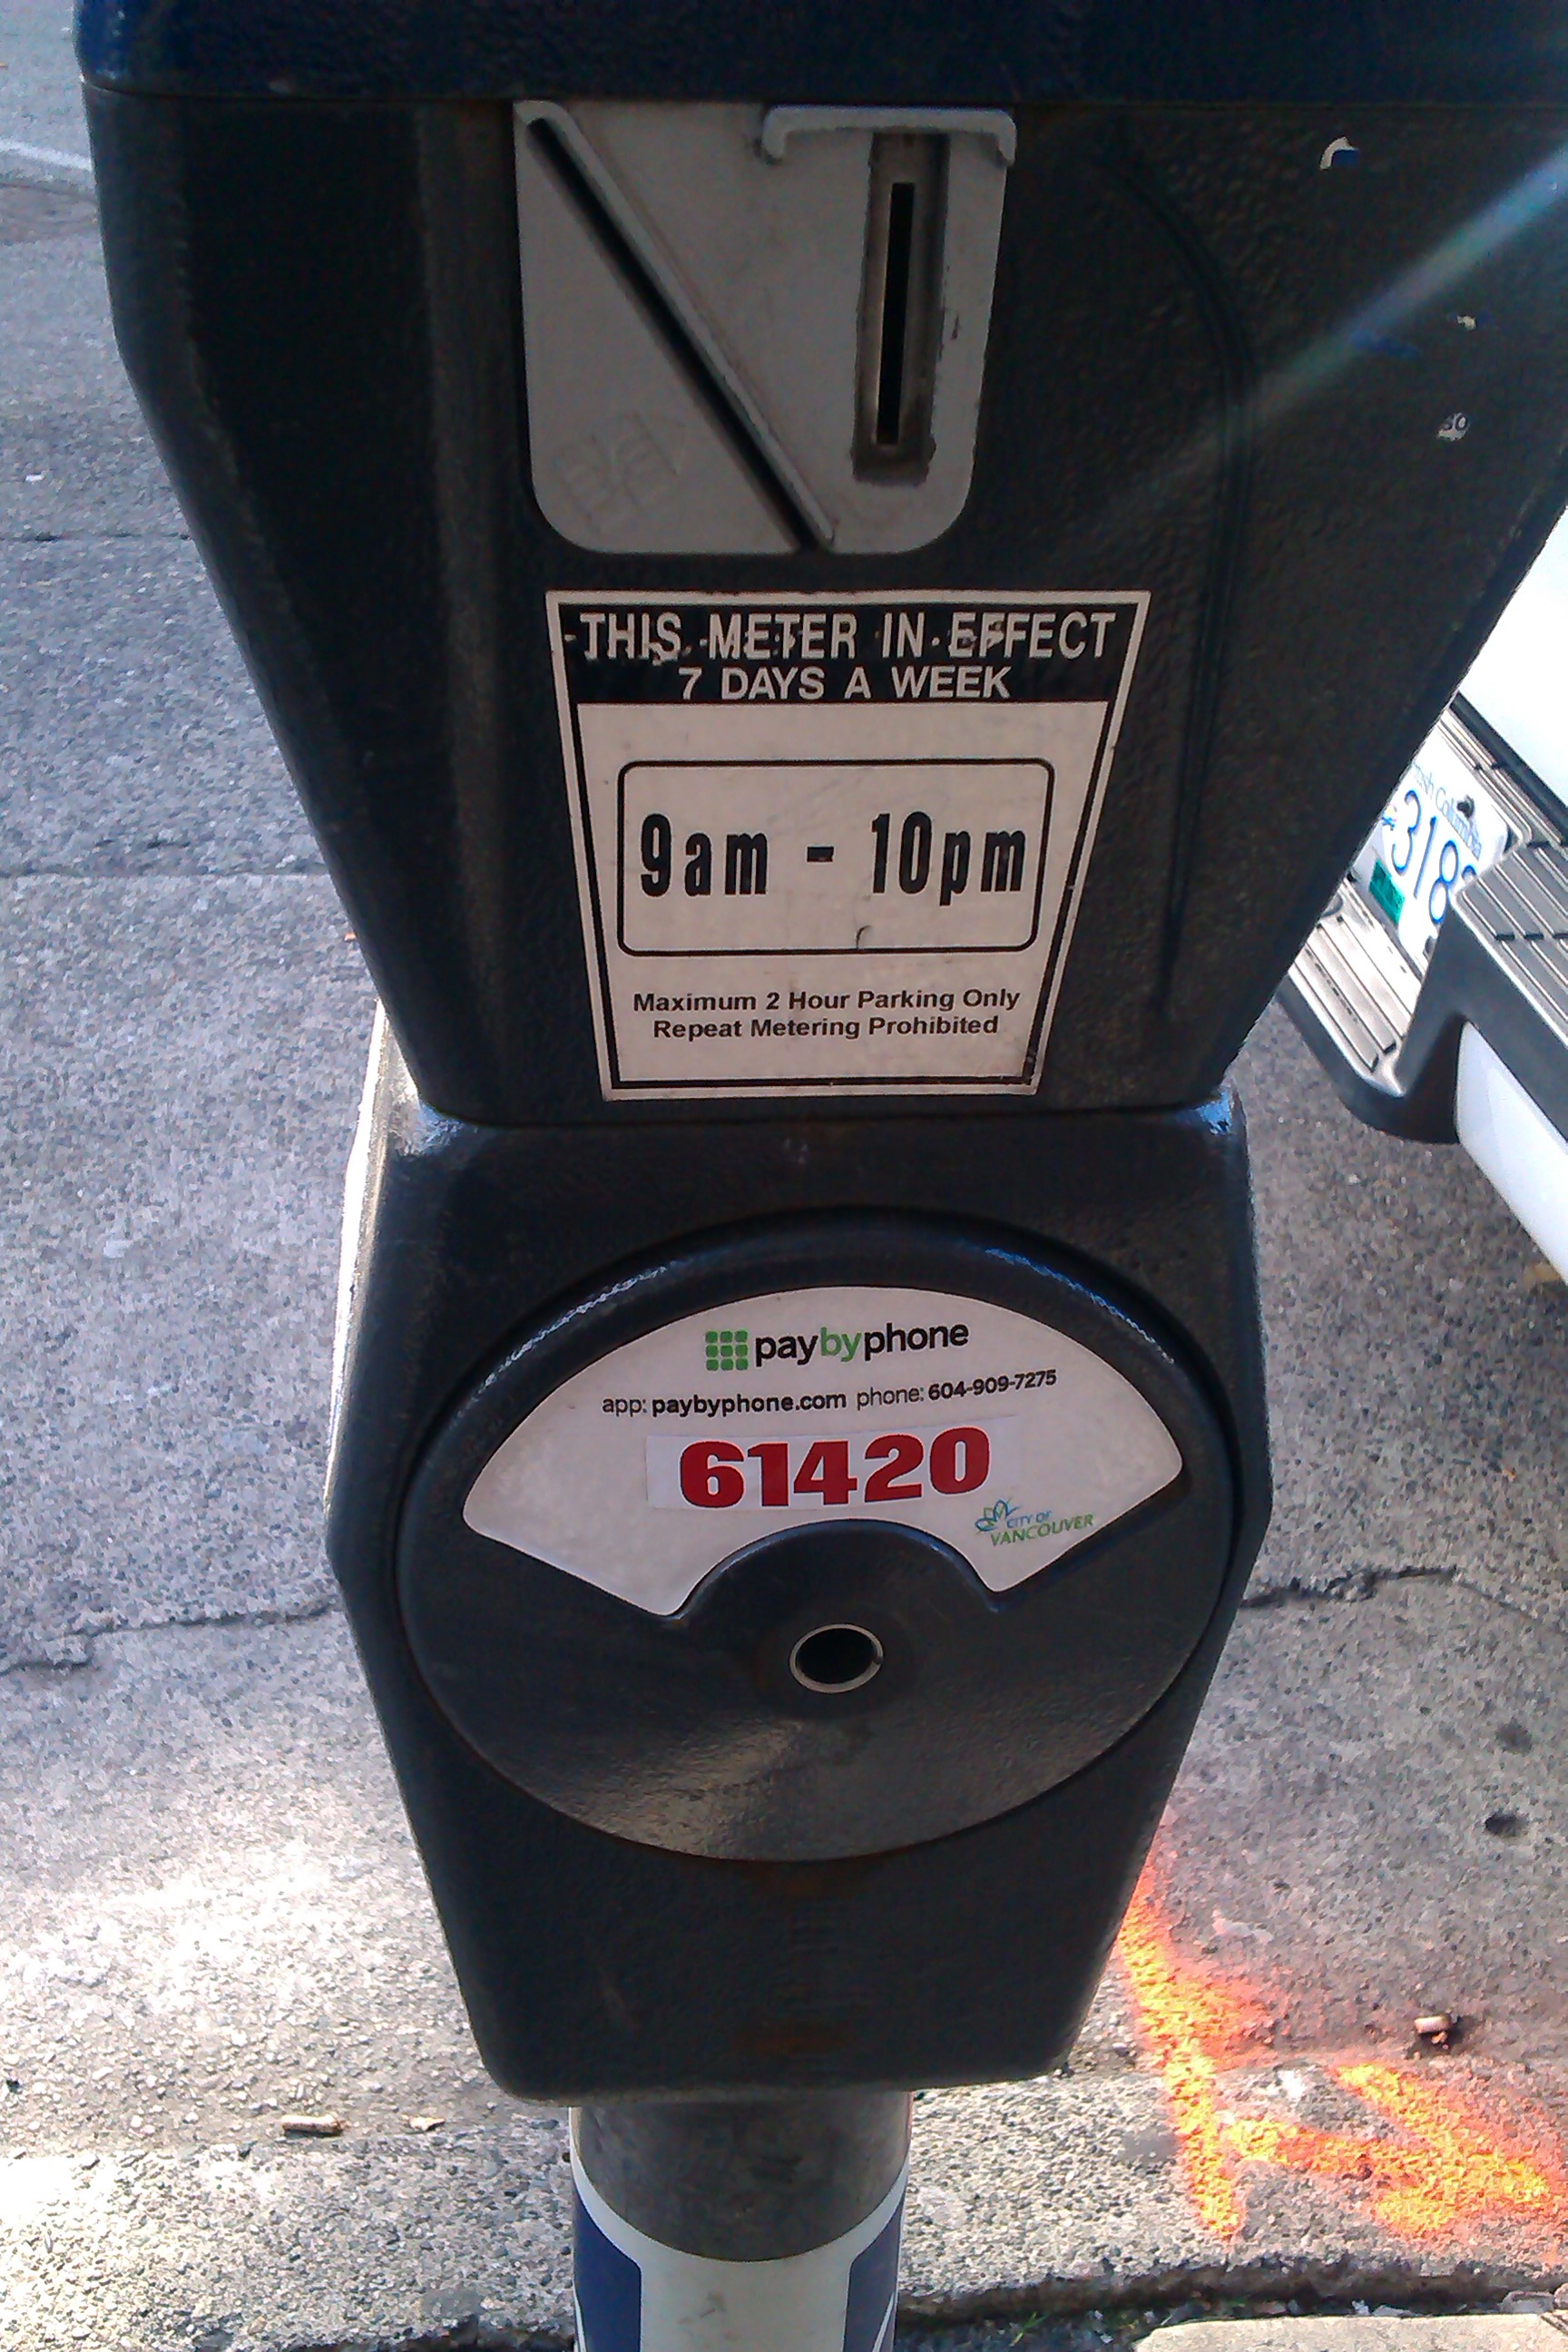 THIS METER IN EFFECT
7 DAYS A WEEK
9am - 10pm
Maximum 2 Hour Parking Only
Repeat Metering Prohibited
318
paybyphone
app: paybyphone.com phone: 604-909-7275
61420
CITY OF
VANCOUVER